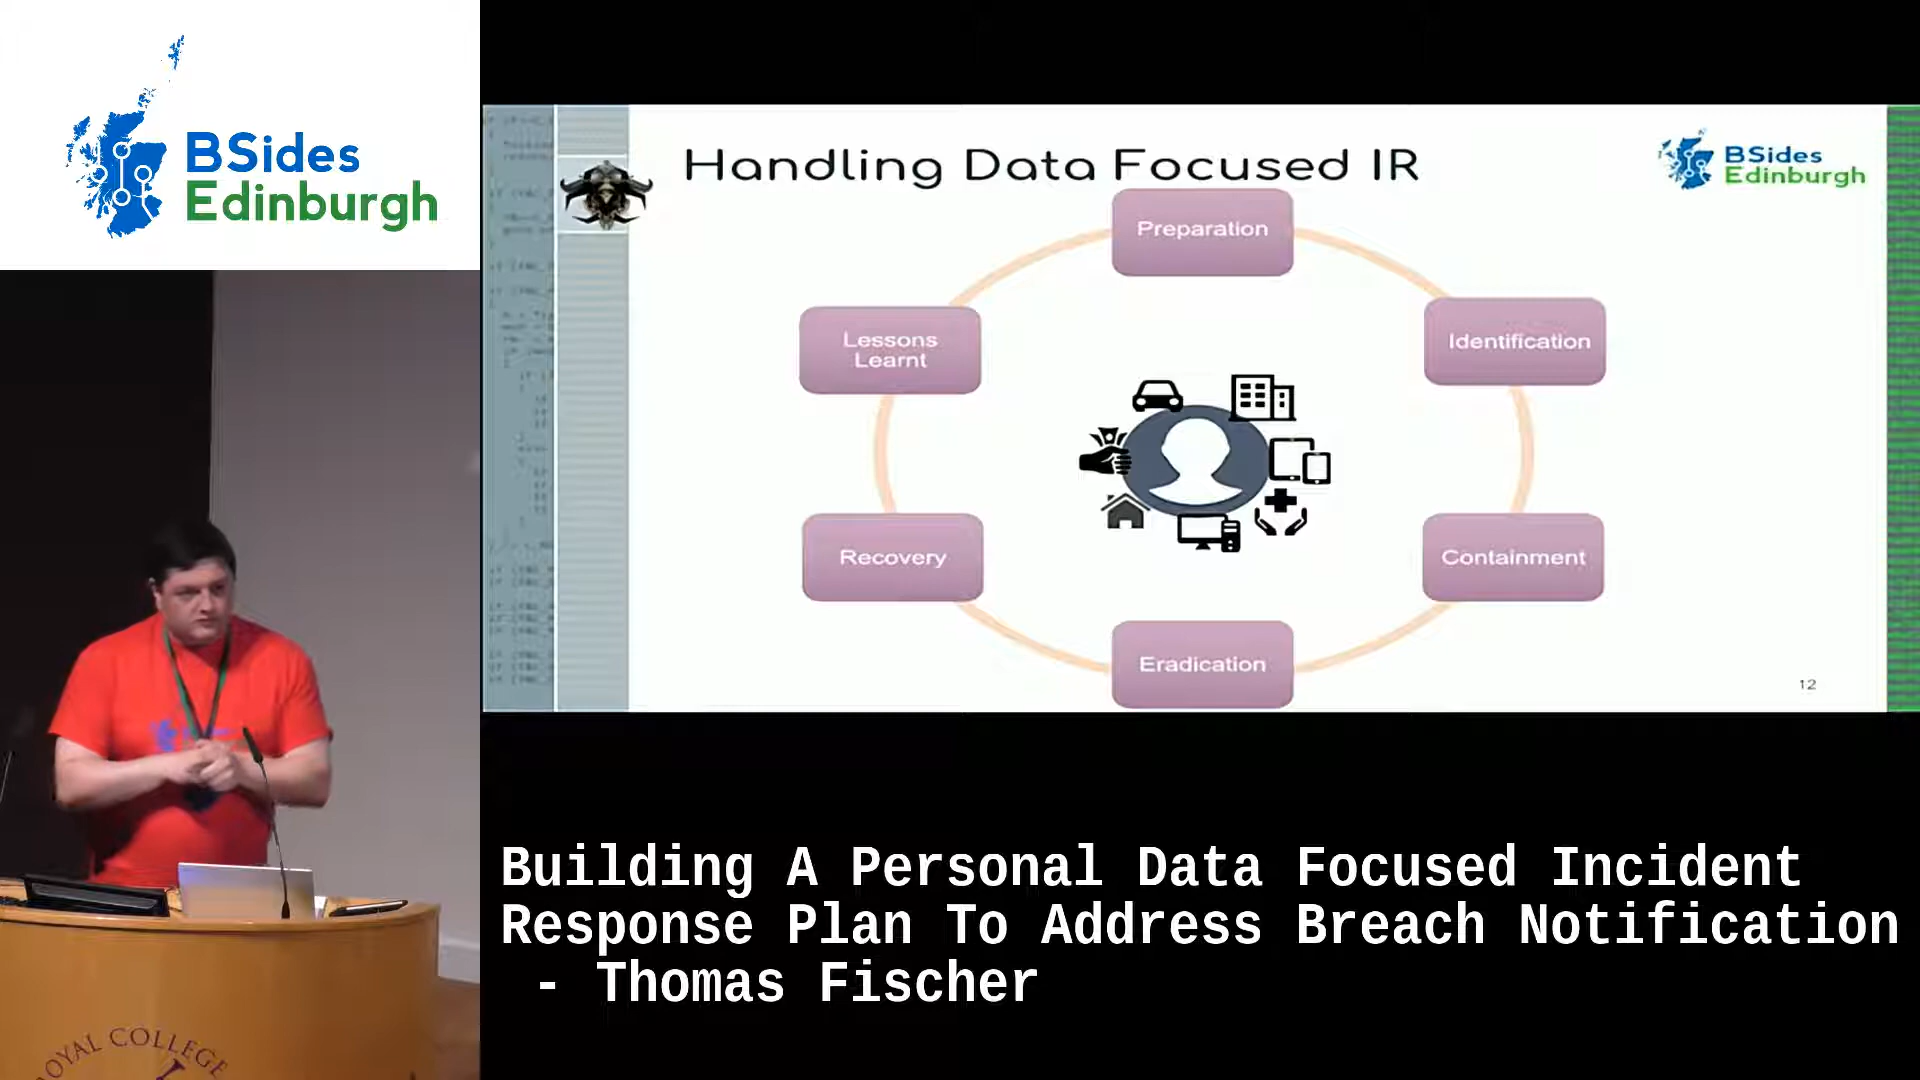 BSides
Edinburgh
Handling Data Focused IR
BSides
Edinburgh
Preparation
Lessons
Learnt
Identification
Recovery
Containment
Eradication
12
Building A Personal Data Focused Incident
Response Plan To Address Breach Notification
- Thomas Fischer
ROYAL COLLEGE